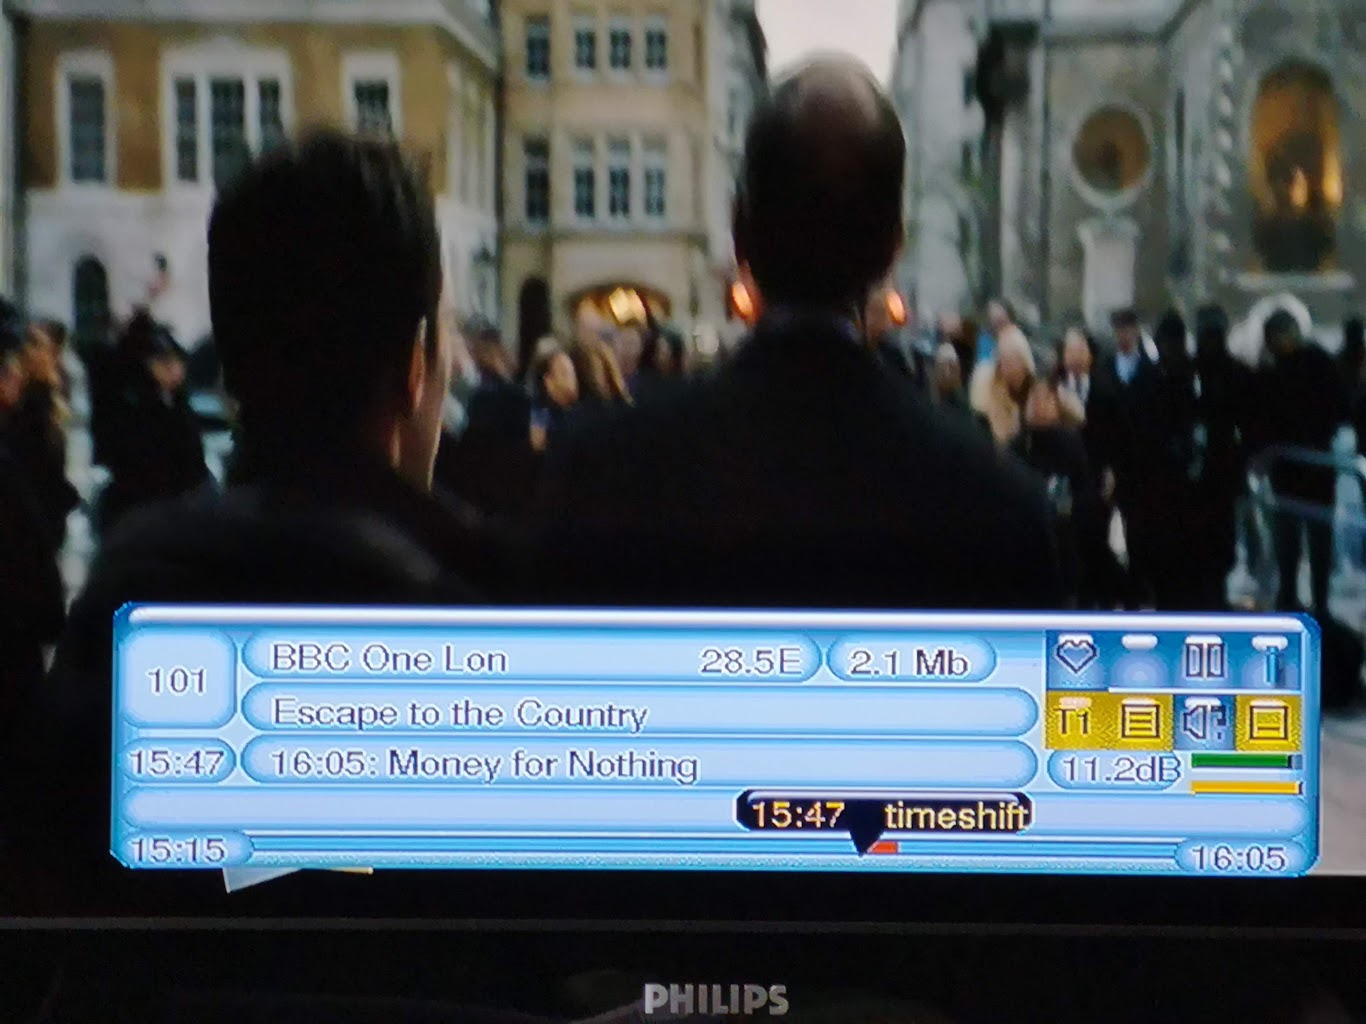 101
BBC One Lon 28.5E 2.1 Mb
Escape to the Country
T1
15:47 16:05: Money for Nothing 11.2dB
15:47 timeshift
15:15 16:05
PHILIPS